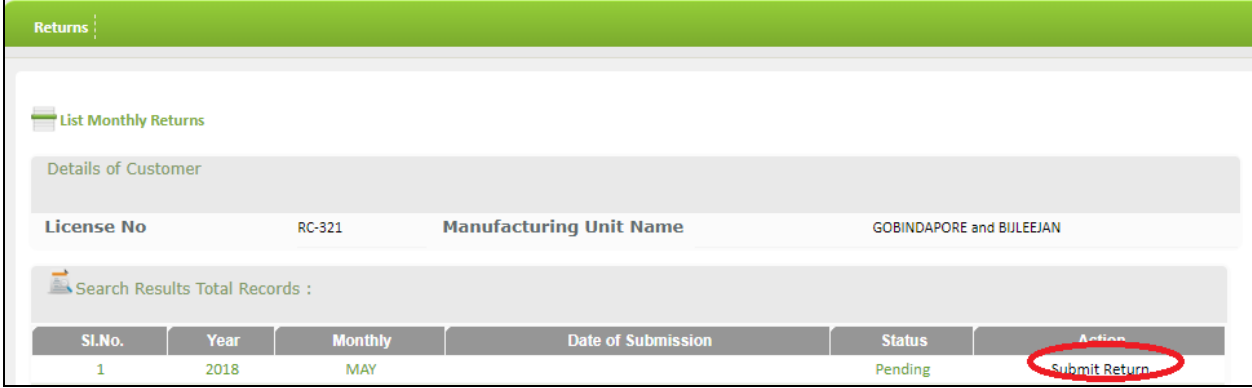 Returns
List Monthly Returns
Details of Customer
License No RC-321 Manufacturing Unit Name GOBINDAPORE and BIJLEEJAN
Search Results Total Records :
Sl.No. Year Monthly Date of Submission Status Action
1 2018 MAY Pending Submit Return